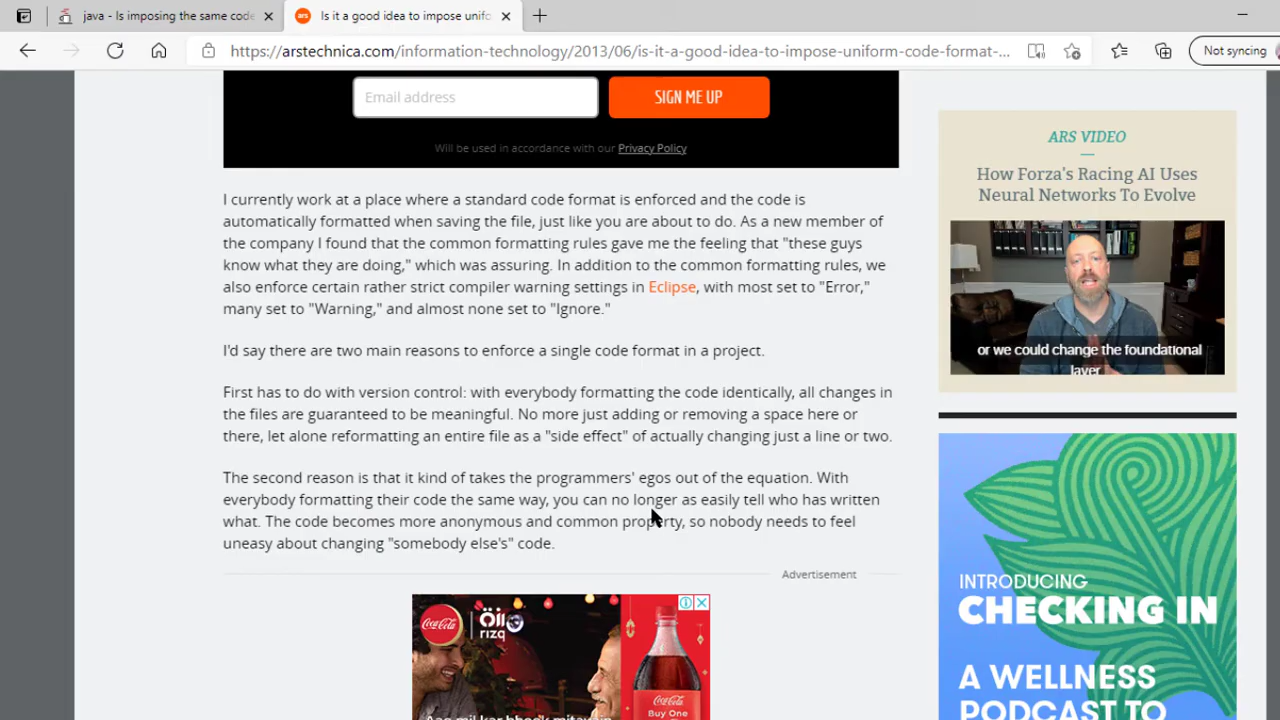 java - Is imposing the same code
Is it a good idea to impose unifo
https://arstechnica.com/information-technology/2013/06/is-it-a-good-idea-to-impose-uniform-code-format-...
Not syncing
Email address
SIGN ME UP
Will be used in accordance with our Privacy Policy
I currently work at a place where a standard code format is enforced and the code is
automatically formatted when saving the file, just like you are about to do. As a new member of
the company I found that the common formatting rules gave me the feeling that "these guys
know what they are doing," which was assuring. In addition to the common formatting rules, we
also enforce certain rather strict compiler warning settings in Eclipse, with most set to "Error,"
many set to "Warning," and almost none set to "Ignore."
I'd say there are two main reasons to enforce a single code format in a project.
First has to do with version control: with everybody formatting the code identically, all changes in
the files are guaranteed to be meaningful. No more just adding or removing a space here or
there, let alone reformatting an entire file as a "side effect" of actually changing just a line or two.
The second reason is that it kind of takes the programmers' egos out of the equation. With
everybody formatting their code the same way, you can no longer as easily tell who has written
what. The code becomes more anonymous and common property, so nobody needs to feel
uneasy about changing "somebody else's" code.
Advertisement
Coca-Cola
rizq
Coca-Cola
Buy One
ARS VIDEO
How Forza's Racing AI Uses
Neural Networks To Evolve
or we could change the foundational
layer
INTRODUCING
CHECKING IN
A WELLNESS
PODCAST TO